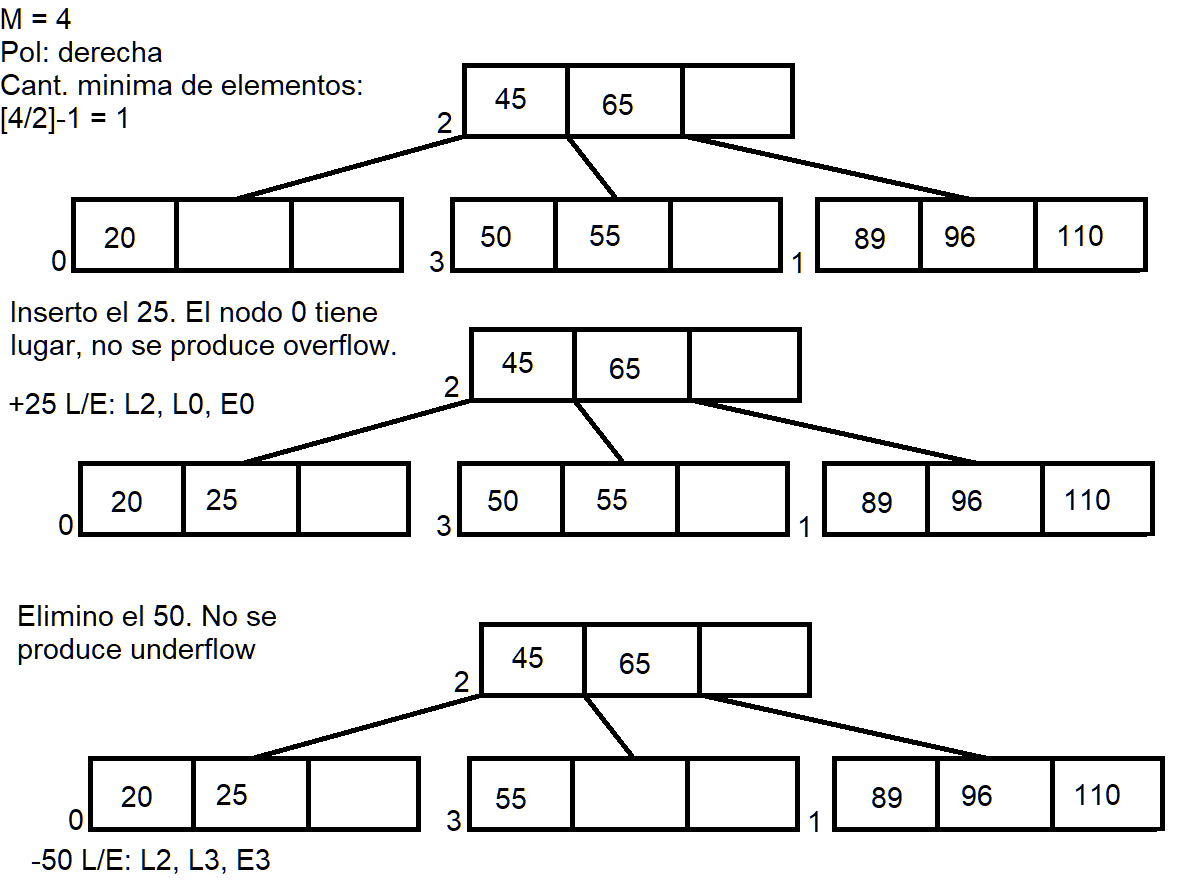 M = 4
Pol: derecha
Cant. minima de elementos:
[4/2]-1 = 1
2 45 65
0 20
3 50 55
1 89 96 110
Inserto el 25. El nodo 0 tiene
lugar, no se produce overflow.
+25 L/E: L2, L0, E0
2 45 65
0 20 25
3 50 55
1 89 96 110
Elimino el 50. No se
produce underflow
2 45 65
0 20 25
3 55
1 89 96 110
-50 L/E: L2, L3, E3